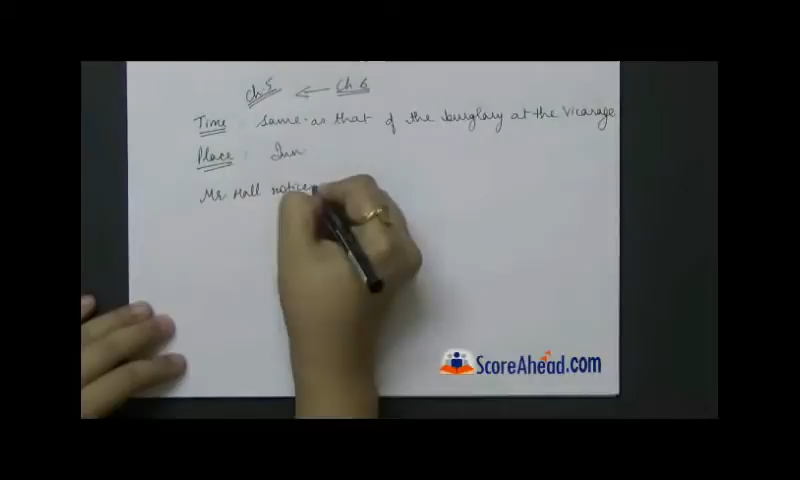 Ch 5 ← Ch 6
Time : Same as that of the burglary at the Vicarage
Place : Inn
Mr Hall notice
ScoreAhead.com